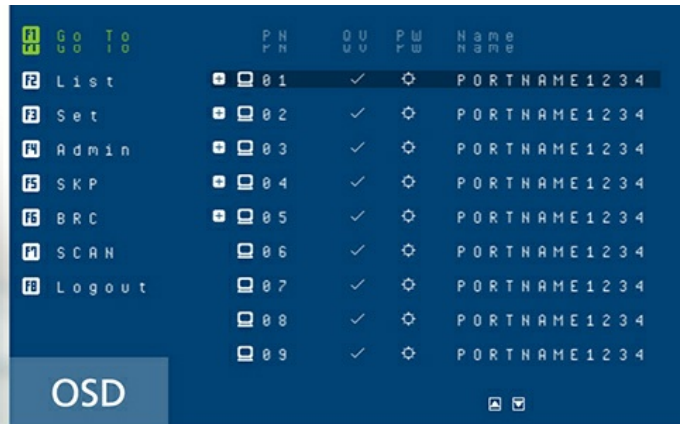 F1 Go To PN QV PW Name
F2 List 01 PORTNAME1234
F3 Set 02 PORTNAME1234
F4 Admin 03 PORTNAME1234
F5 SKP 04 PORTNAME1234
F6 BRC 05 PORTNAME1234
F7 SCAN 06 PORTNAME1234
F8 Logout 07 PORTNAME1234
08 PORTNAME1234
09 PORTNAME1234
OSD